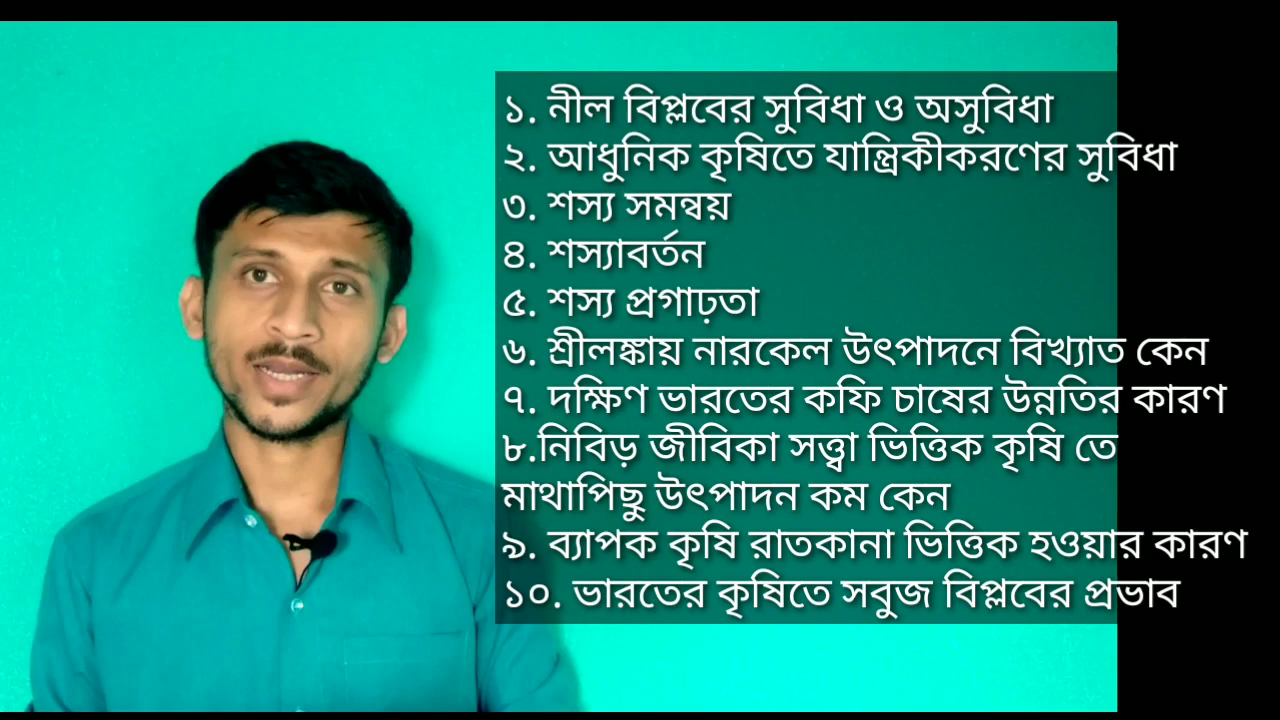 ১. নীল বিপ্লবের সুবিধা ও অসুবিধা
২. আধুনিক কৃষিতে যান্ত্রিকীকরণের সুবিধা
৩. শস্য সমন্বয়
৪. শস্যাবর্তন
৫. শস্য প্রগাঢ়তা
৬. শ্রীলঙ্কায় নারকেল উৎপাদনে বিখ্যাত কেন
৭. দক্ষিণ ভারতের কফি চাষের উন্নতির কারণ
৮.নিবিড় জীবিকা সত্ত্বা ভিত্তিক কৃষি তে
মাথাপিছু উৎপাদন কম কেন
৯. ব্যাপক কৃষি রাতকানা ভিত্তিক হওয়ার কারণ
১০. ভারতের কৃষিতে সবুজ বিপ্লবের প্রভাব